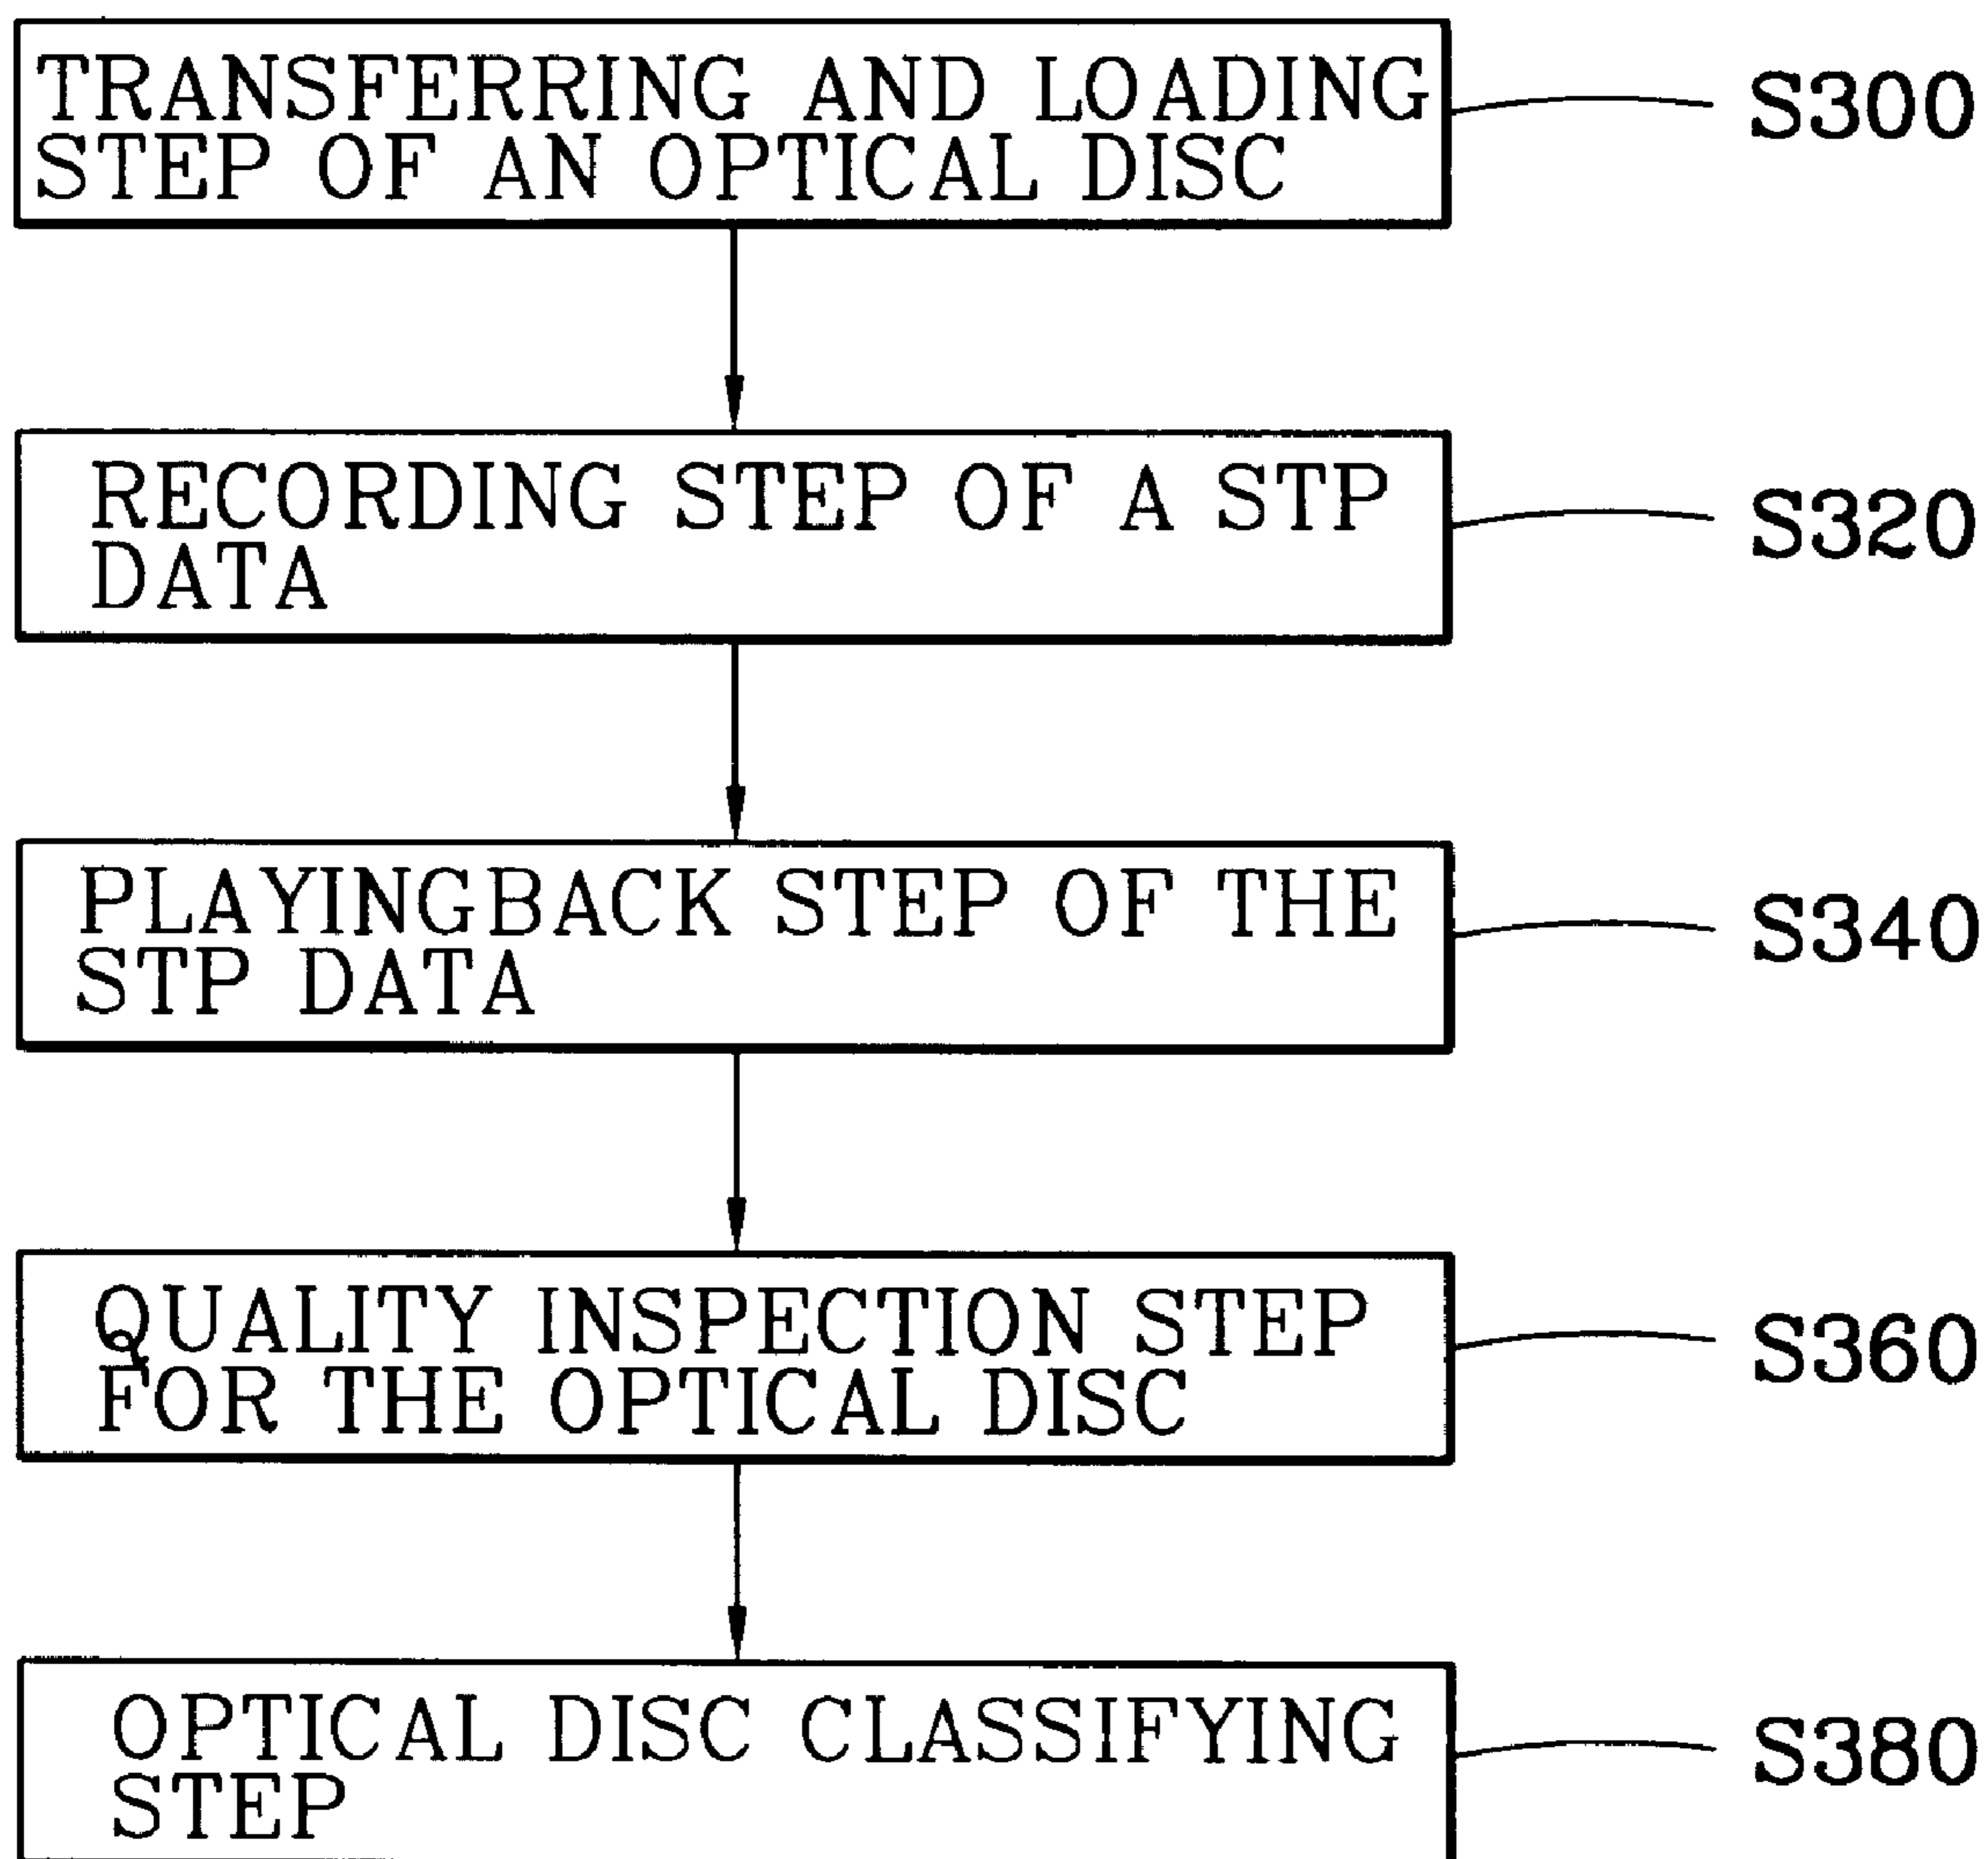 TRANSFERRING AND LOADING
STEP OF AN OPTICAL DISC
S300
RECORDING STEP OF A STP
DATA
S320
PLAYINGBACK STEP OF THE
STP DATA
S340
QUALITY INSPECTION STEP
FOR THE OPTICAL DISC
S360
OPTICAL DISC CLASSIFYING
STEP
S380